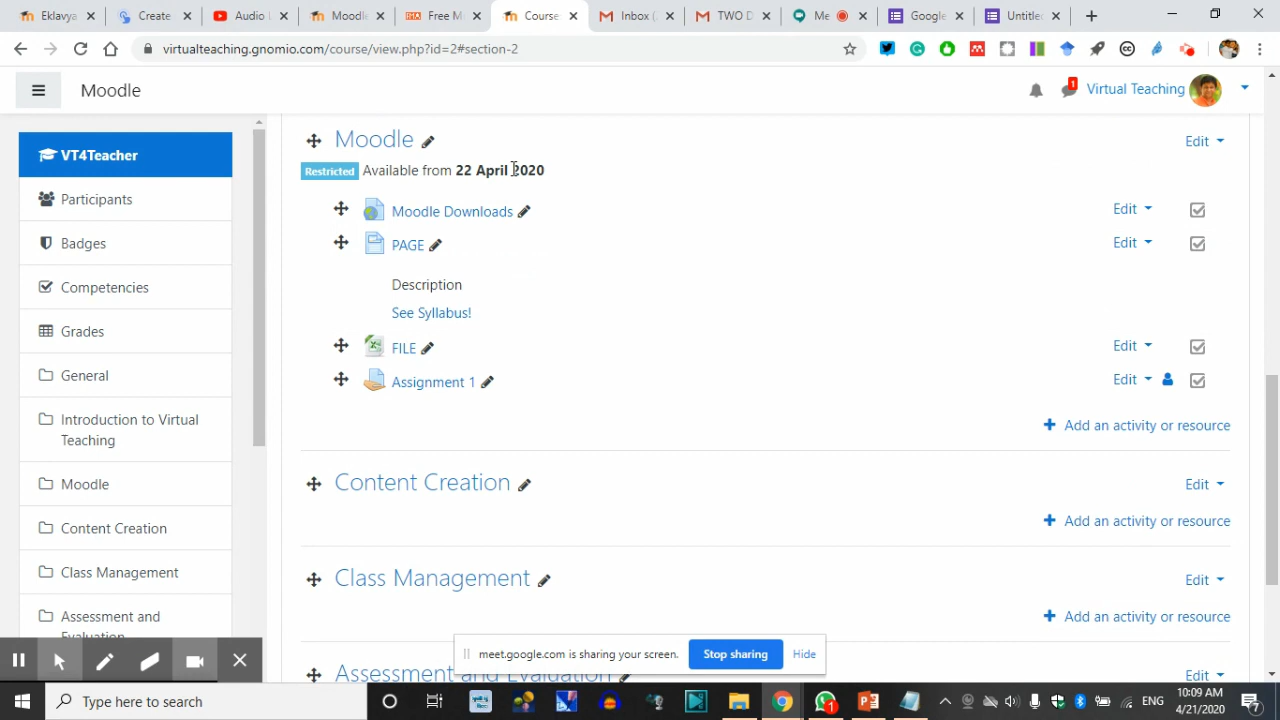 Eklaya
Create
Audio
Moodle
Free M
Course
Inbox (
TWO D
Me
Google
Untitle
virtualteaching.gnomio.com/course/view.php?id=2#section-2
Moodle
1
Virtual Teaching
VT4Teacher
Participants
Badges
Competencies
Grades
General
Introduction to Virtual
Teaching
Moodle
Content Creation
Class Management
Assessment and
Evaluation
Moodle
Edit
Restricted Available from 22 April 2020
Moodle Downloads
Edit
PAGE
Edit
Description
See Syllabus!
FILE
Edit
Assignment 1
Edit
+ Add an activity or resource
Content Creation
Edit
+ Add an activity or resource
Class Management
Edit
+ Add an activity or resource
Assessment and Evaluation
Edit
meet.google.com is sharing your screen. Stop sharing Hide
Type here to search
1
ENG
10:09 AM
4/21/2020
7